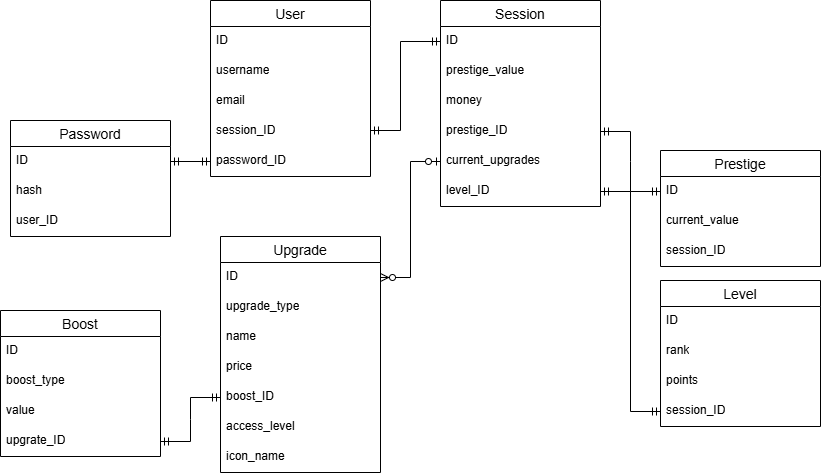 User
ID
username
email
session_ID
password_ID
Session
ID
prestige_value
money
prestige_ID
current_upgrades
level_ID
Password
ID
hash
user_ID
Prestige
ID
current_value
session_ID
Upgrade
ID
upgrade_type
name
price
boost_ID
access_level
icon_name
Level
ID
rank
points
session_ID
Boost
ID
boost_type
value
upgrate_ID